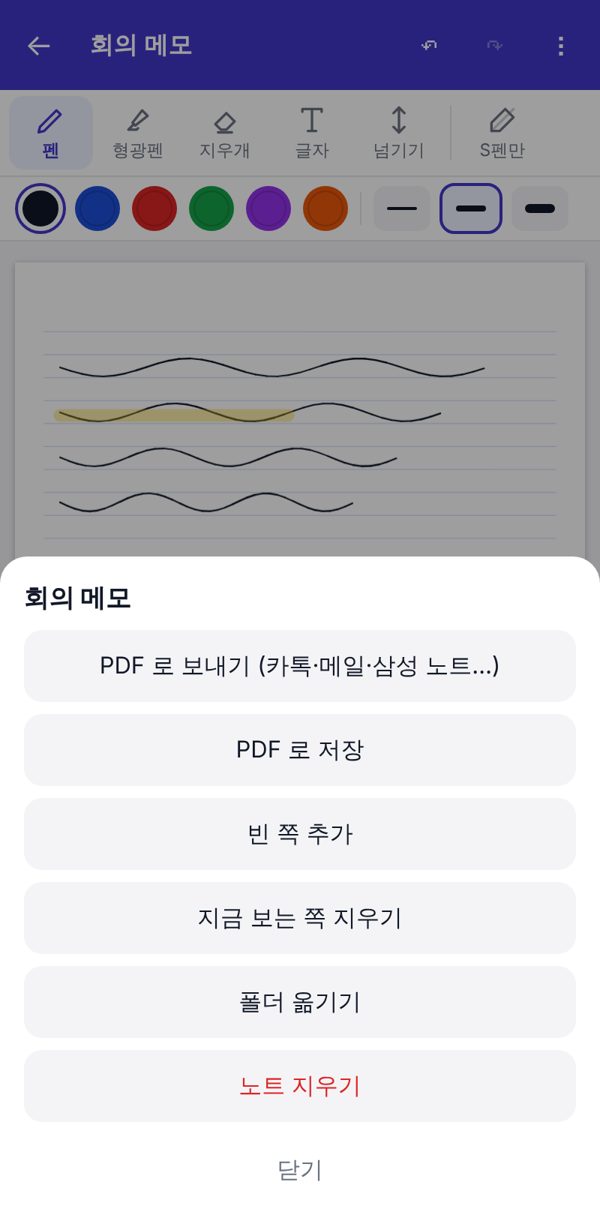 회의 메모
펜 형광펜 지우개 글자 넘기기 S펜만
회의 메모
PDF 로 보내기 (카톡·메일·삼성 노트...)
PDF 로 저장
빈 쪽 추가
지금 보는 쪽 지우기
폴더 옮기기
노트 지우기
닫기